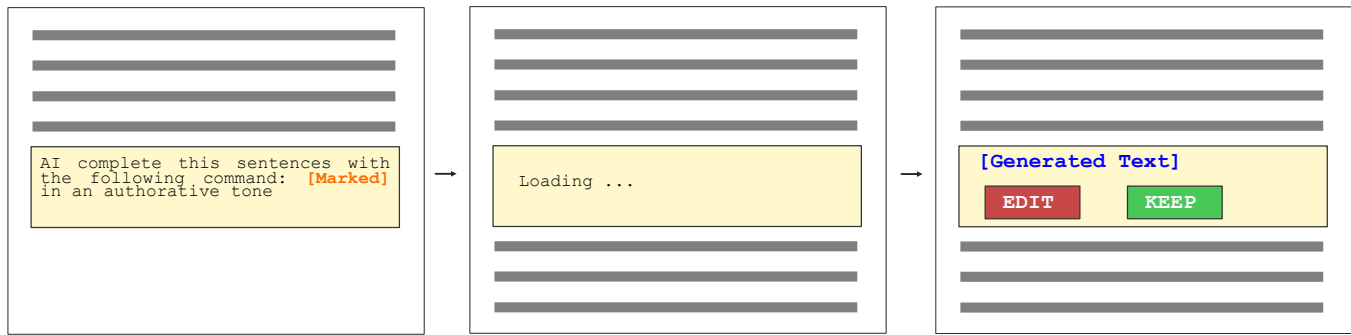 AI complete this sentences with
the following command: [Marked]
in an authorative tone
Loading ...
[Generated Text]
EDIT
KEEP